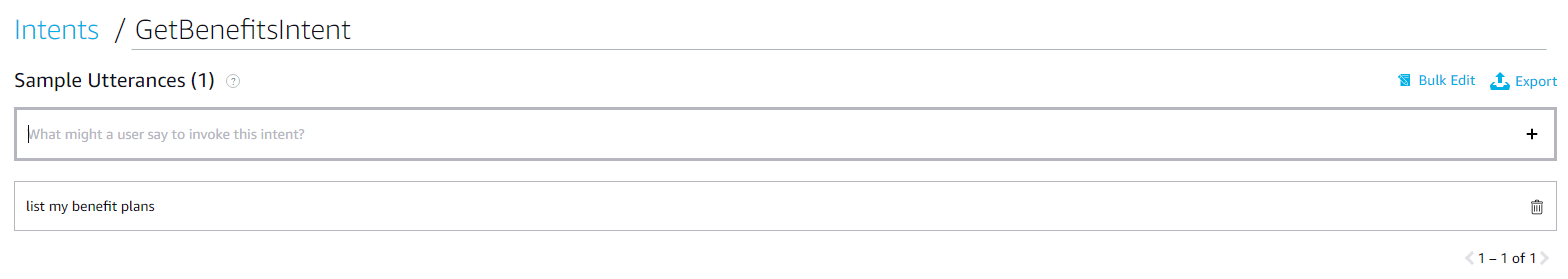 Intents / GetBenefitsIntent
Sample Utterances (1) ? Bulk Edit Export
What might a user say to invoke this intent? +
list my benefit plans
1 – 1 of 1